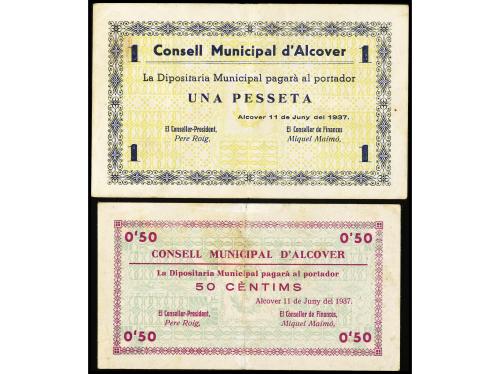 1 Consell Municipal d'Alcover 1
La Dipositaria Municipal pagarà al portador
UNA PESSETA
Alcover 11 de Juny del 1937.
El Conseller-President, El Conseller de Finances
Pere Roig, Miquel Maimó,
1 1
0'50 0'50
CONSELL MUNICIPAL D'ALCOVER
La Dipositaria Municipal pagarà al portador
50 CÈNTIMS
Alcover 11 de Juny del 1937.
El Conseller-President, El Conseller de Finances,
Pere Roig, Miquel Maimó,
0'50 0'50